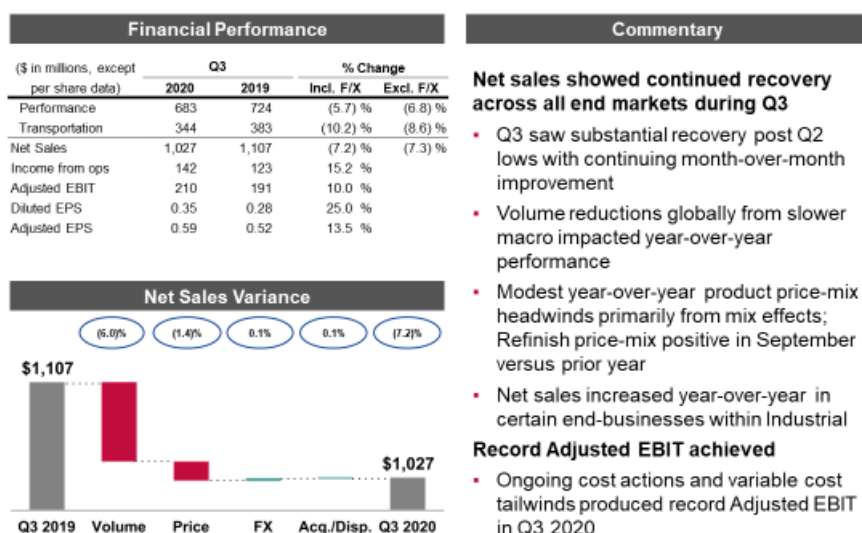 Financial Performance
($ in millions, except Q3 % Change
per share data) 2020 2019 Incl. F/X Excl. F/X
Performance 683 724 (5.7) % (6.8) %
Transportation 344 383 (10.2) % (8.6) %
Net Sales 1,027 1,107 (7.2) % (7.3) %
Income from ops 142 123 15.2 %
Adjusted EBIT 210 191 10.0 %
Diluted EPS 0.35 0.28 25.0 %
Adjusted EPS 0.59 0.52 13.5 %
Net Sales Variance
(6.0)% (1.4)% 0.1% 0.1% (7.2)%
$1,107
$1,027
Q3 2019 Volume Price FX Acq./Disp. Q3 2020
Commentary
Net sales showed continued recovery
across all end markets during Q3
▪ Q3 saw substantial recovery post Q2
lows with continuing month-over-month
improvement
▪ Volume reductions globally from slower
macro impacted year-over-year
performance
▪ Modest year-over-year product price-mix
headwinds primarily from mix effects;
Refinish price-mix positive in September
versus prior year
▪ Net sales increased year-over-year in
certain end-businesses within Industrial
Record Adjusted EBIT achieved
▪ Ongoing cost actions and variable cost
tailwinds produced record Adjusted EBIT
in Q3 2020